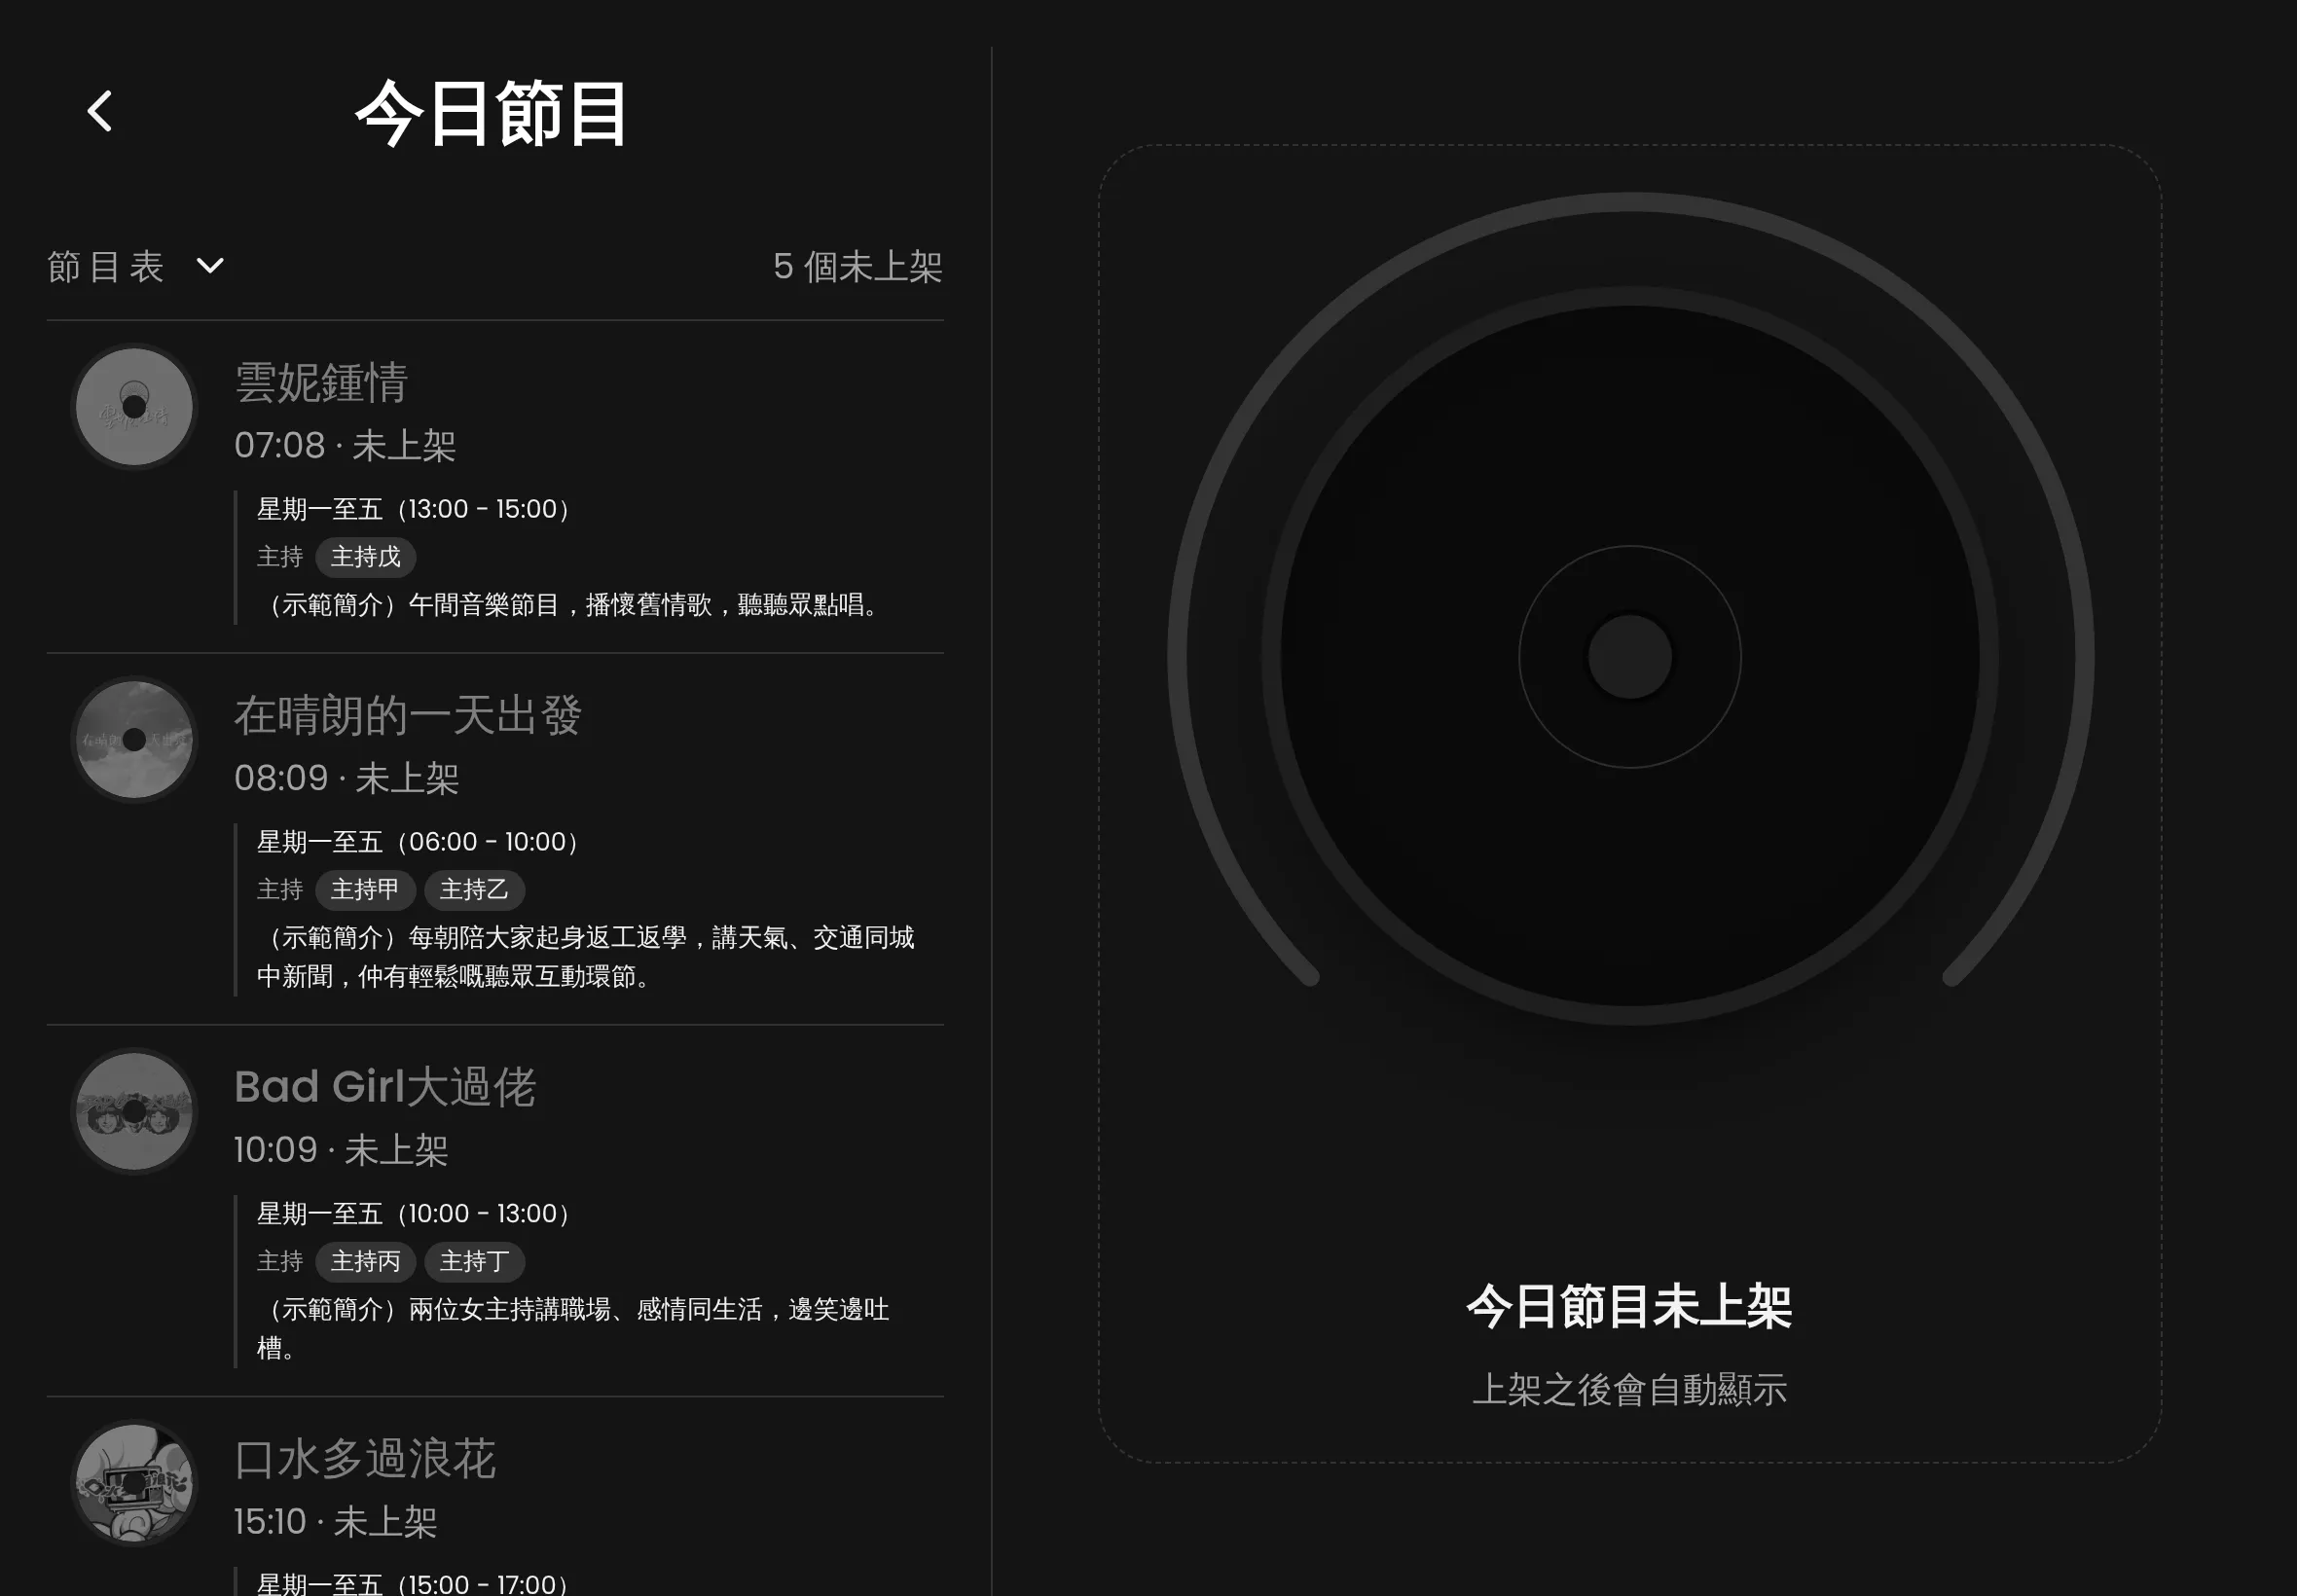 今日節目
節目表
5 個未上架
雲妮鍾情
07:08 · 未上架
星期一至五（13:00 - 15:00）
主持 主持戊
（示範簡介）午間音樂節目，播懷舊情歌，聽聽眾點唱。
在晴朗的一天出發
08:09 · 未上架
星期一至五（06:00 - 10:00）
主持 主持甲 主持乙
（示範簡介）每朝陪大家起身返工返學，講天氣、交通同城
中新聞，仲有輕鬆嘅聽眾互動環節。
Bad Girl大過佬
10:09 · 未上架
星期一至五（10:00 - 13:00）
主持 主持丙 主持丁
（示範簡介）兩位女主持講職場、感情同生活，邊笑邊吐
槽。
口水多過浪花
15:10 · 未上架
星期一至五（15:00 - 17:00）
今日節目未上架
上架之後會自動顯示